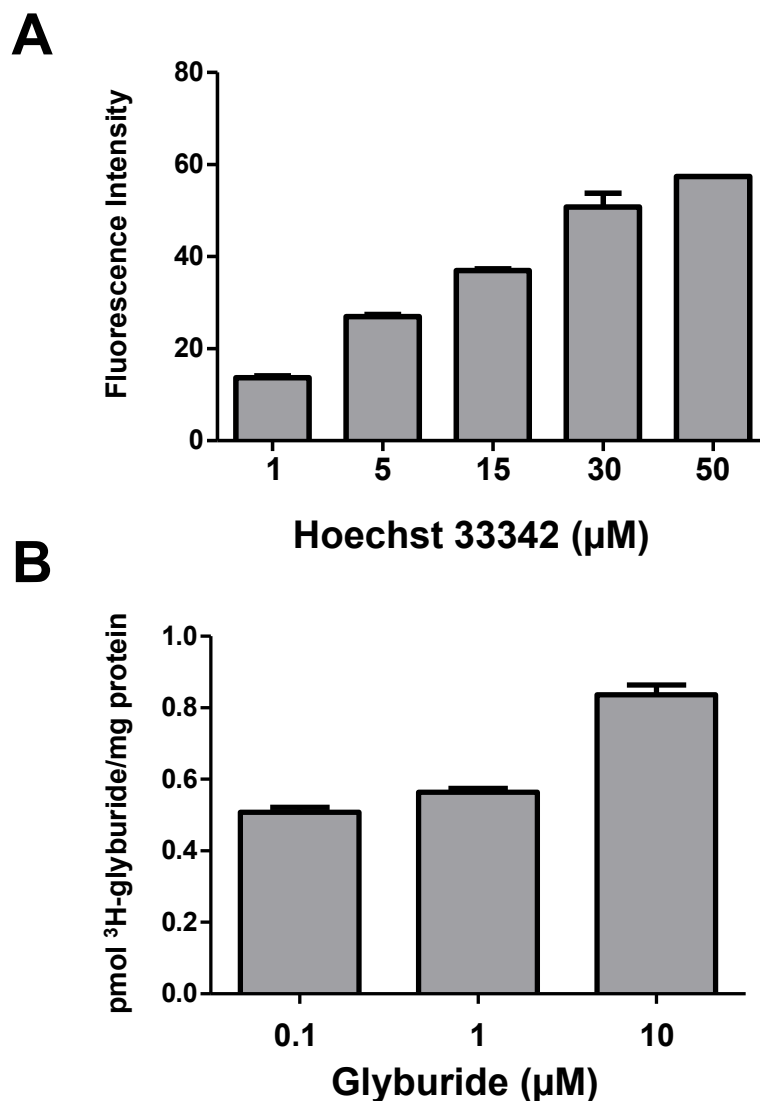 A
Fluorescence Intensity
80
60
40
20
0
1 5 15 30 50
Hoechst 33342 (µM)
B
pmol ³H-glyburide/mg protein
1.0
0.8
0.6
0.4
0.2
0.0
0.1 1 10
Glyburide (µM)